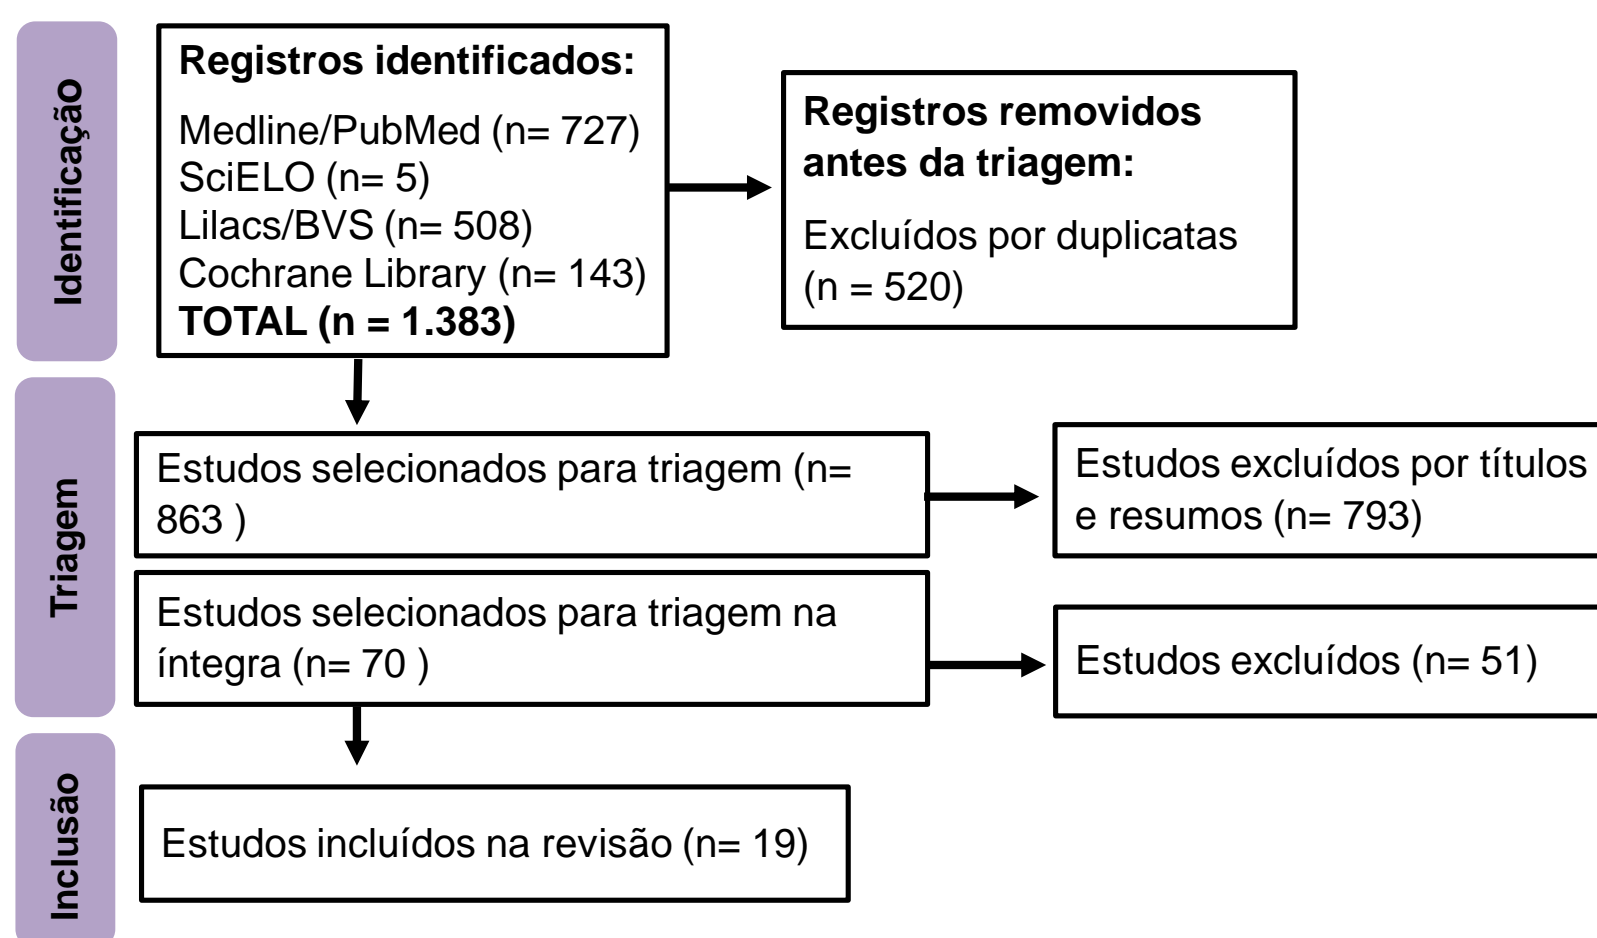 Identificação
Registros identificados:
Medline/PubMed (n= 727)
SciELO (n= 5)
Lilacs/BVS (n= 508)
Cochrane Library (n= 143)
TOTAL (n = 1.383)
Registros removidos
antes da triagem:
Excluídos por duplicatas
(n = 520)
Triagem
Estudos selecionados para triagem (n=
863 )
Estudos excluídos por títulos
e resumos (n= 793)
Estudos selecionados para triagem na
íntegra (n= 70 )
Estudos excluídos (n= 51)
Inclusão
Estudos incluídos na revisão (n= 19)